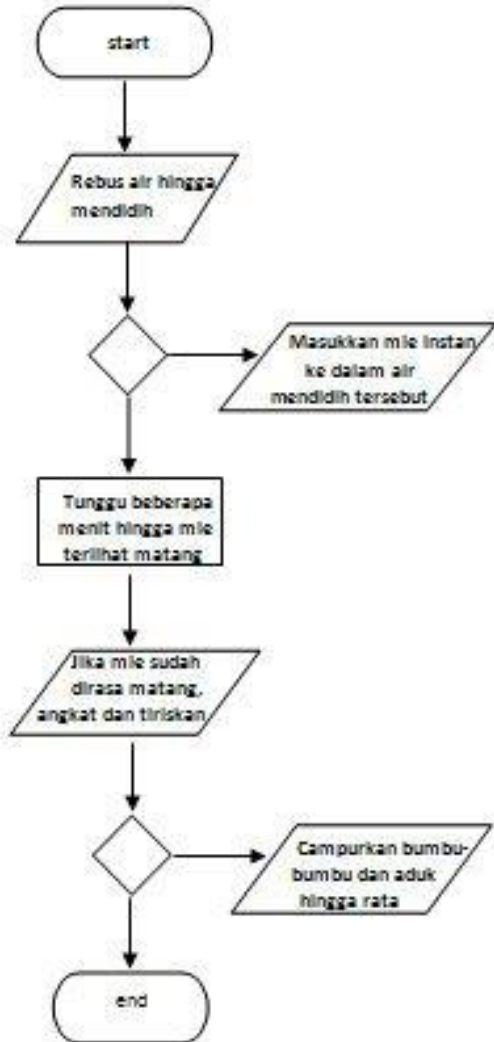 start
Rebus air hingga
mendidih
Masukkan mie instan
ke dalam air
mendidih tersebut
Tunggu beberapa
menit hingga mie
terlihat matang
Jika mie sudah
dirasa matang,
angkat dan tiriskan
Campurkan bumbu-
bumbu dan aduk
hingga rata
end